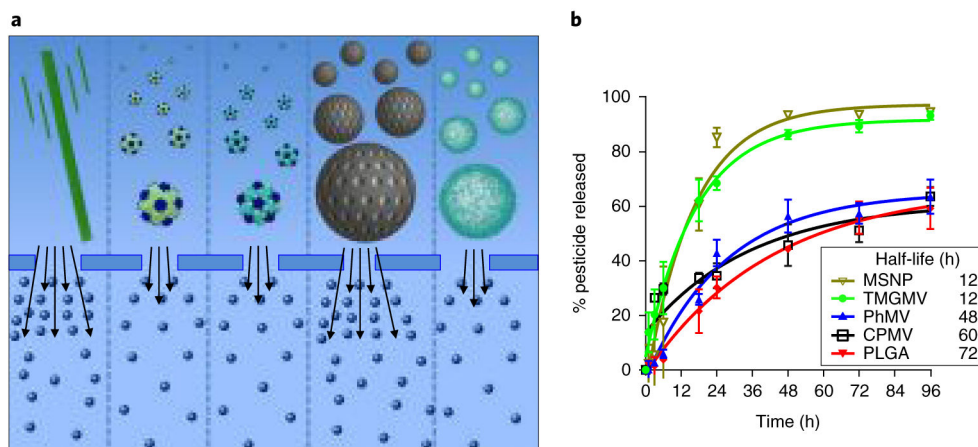 a
b
% pesticide released
100
80
60
40
20
0
0 12 24 36 48 60 72 84 96
Time (h)
Half-life (h)
MSNP 12
TMGMV 12
PhMV 48
CPMV 60
PLGA 72